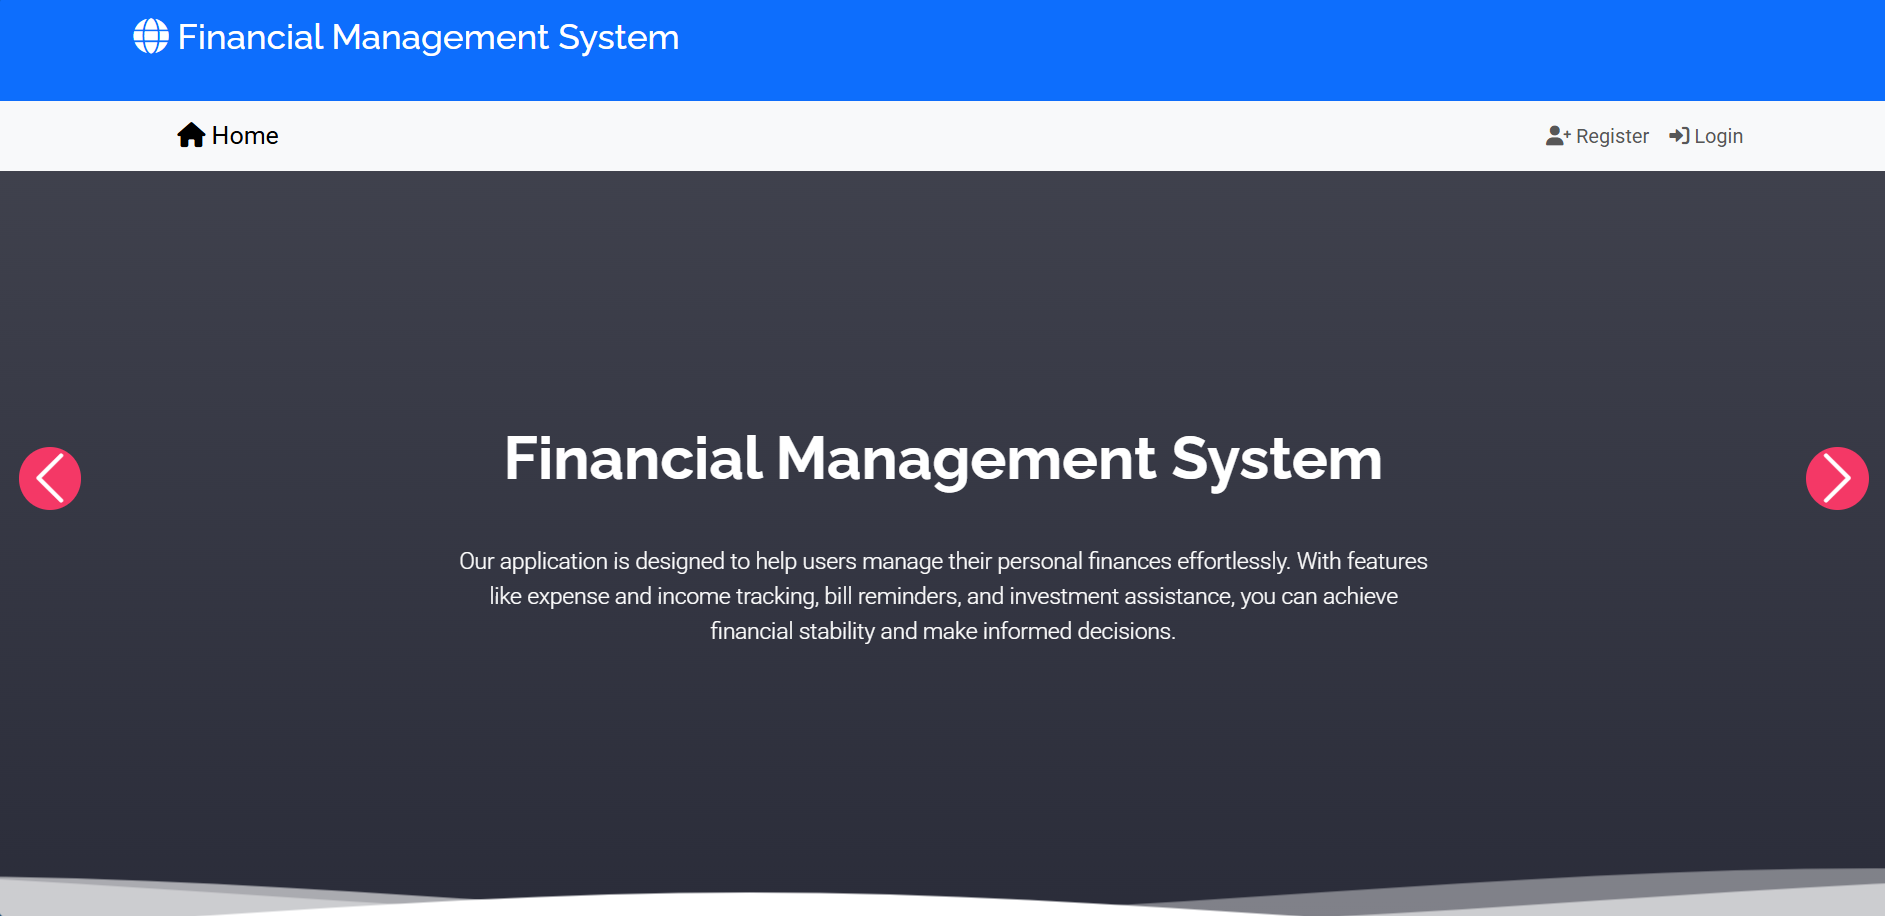 Financial Management System
Home
Register
Login
Financial Management System
Our application is designed to help users manage their personal finances effortlessly. With features
like expense and income tracking, bill reminders, and investment assistance, you can achieve
financial stability and make informed decisions.